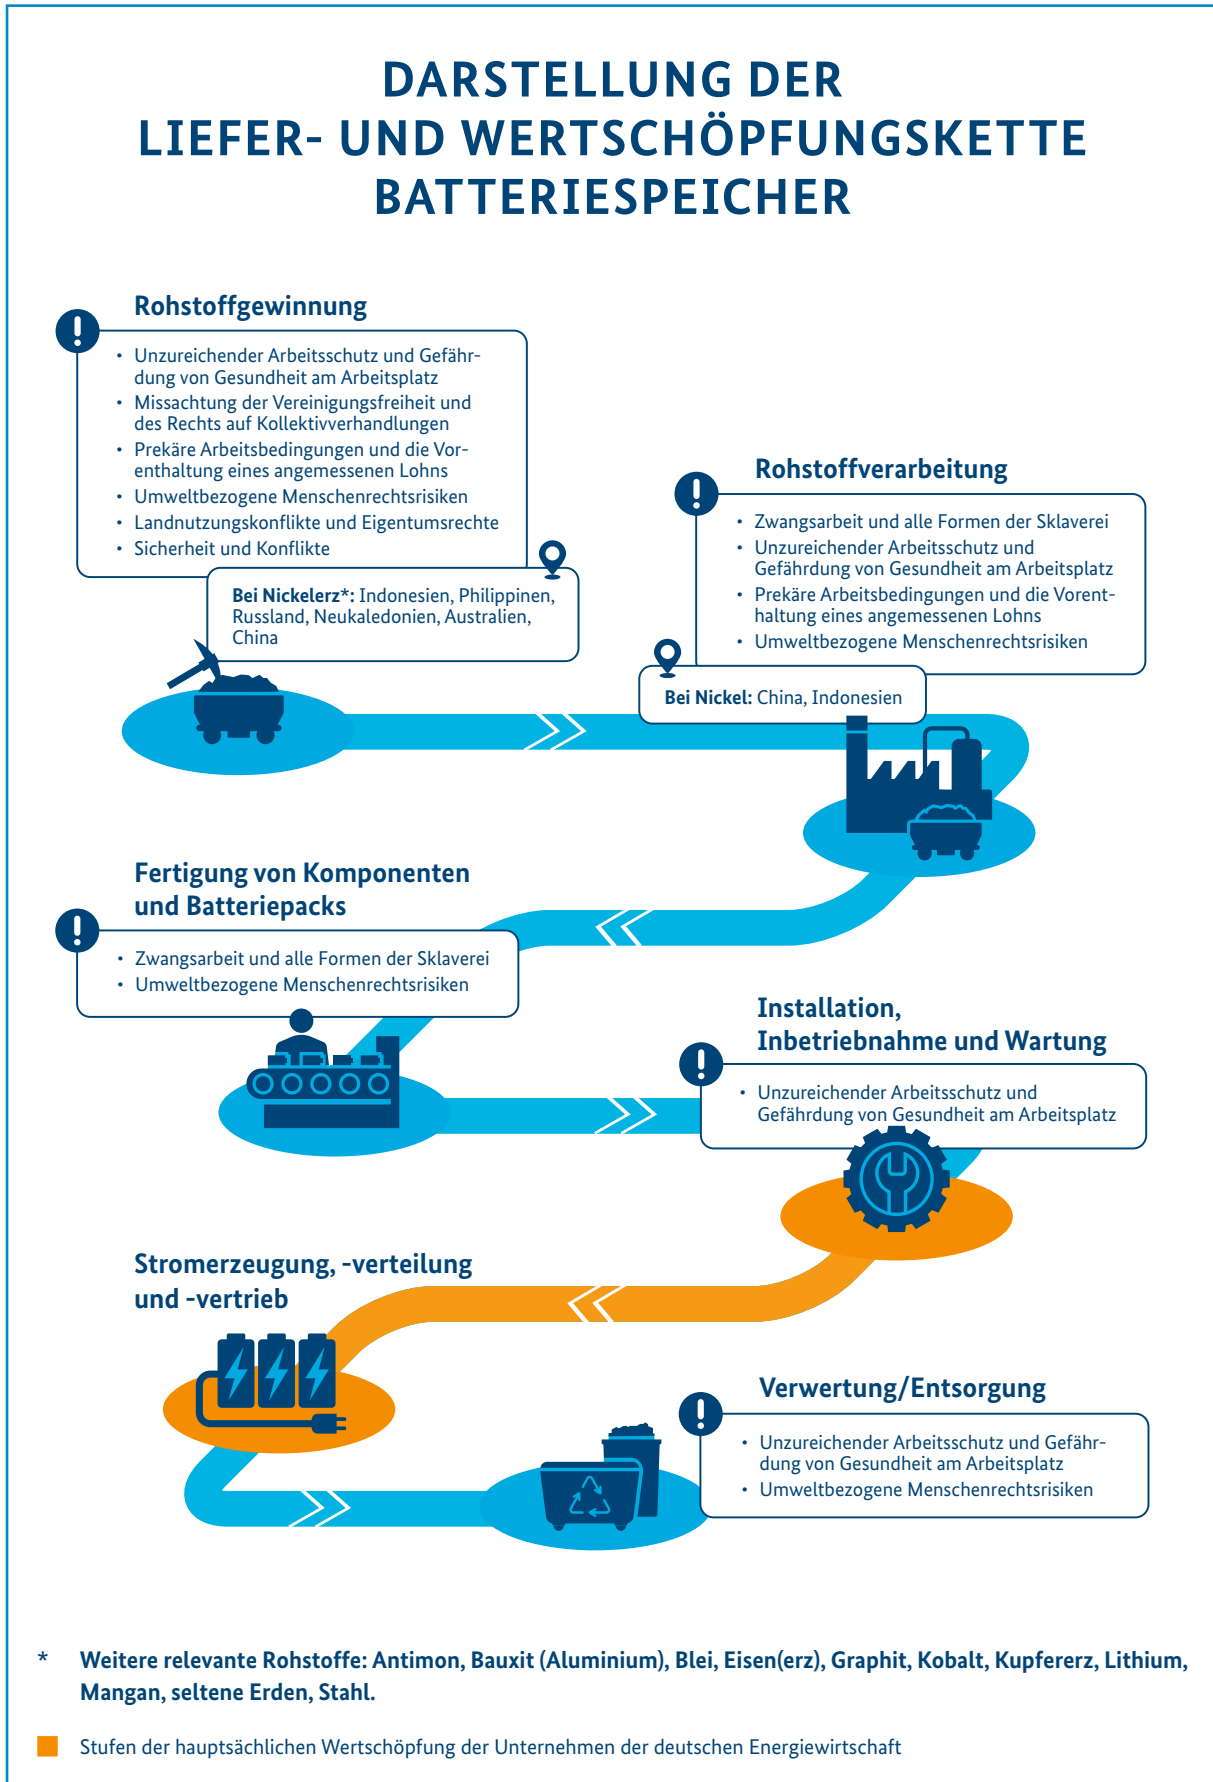 DARSTELLUNG DER
LIEFER- UND WERTSCHÖPFUNGSKETTE
BATTERIESPEICHER
Rohstoffgewinnung
• Unzureichender Arbeitsschutz und Gefähr-
dung von Gesundheit am Arbeitsplatz
• Missachtung der Vereinigungsfreiheit und
des Rechts auf Kollektivverhandlungen
• Prekäre Arbeitsbedingungen und die Vor-
enthaltung eines angemessenen Lohns
• Umweltbezogene Menschenrechtsrisiken
• Landnutzungskonflikte und Eigentumsrechte
• Sicherheit und Konflikte
Bei Nickelerz*: Indonesien, Philippinen,
Russland, Neukaledonien, Australien,
China
Rohstoffverarbeitung
• Zwangsarbeit und alle Formen der Sklaverei
• Unzureichender Arbeitsschutz und
Gefährdung von Gesundheit am Arbeitsplatz
• Prekäre Arbeitsbedingungen und die Vorent-
haltung eines angemessenen Lohns
• Umweltbezogene Menschenrechtsrisiken
Bei Nickel: China, Indonesien
Fertigung von Komponenten
und Batteriepacks
• Zwangsarbeit und alle Formen der Sklaverei
• Umweltbezogene Menschenrechtsrisiken
Installation,
Inbetriebnahme und Wartung
• Unzureichender Arbeitsschutz und
Gefährdung von Gesundheit am Arbeitsplatz
Stromerzeugung, -verteilung
und -vertrieb
Verwertung/Entsorgung
• Unzureichender Arbeitsschutz und Gefähr-
dung von Gesundheit am Arbeitsplatz
• Umweltbezogene Menschenrechtsrisiken
* Weitere relevante Rohstoffe: Antimon, Bauxit (Aluminium), Blei, Eisen(erz), Graphit, Kobalt, Kupfererz, Lithium,
Mangan, seltene Erden, Stahl.
Stufen der hauptsächlichen Wertschöpfung der Unternehmen der deutschen Energiewirtschaft